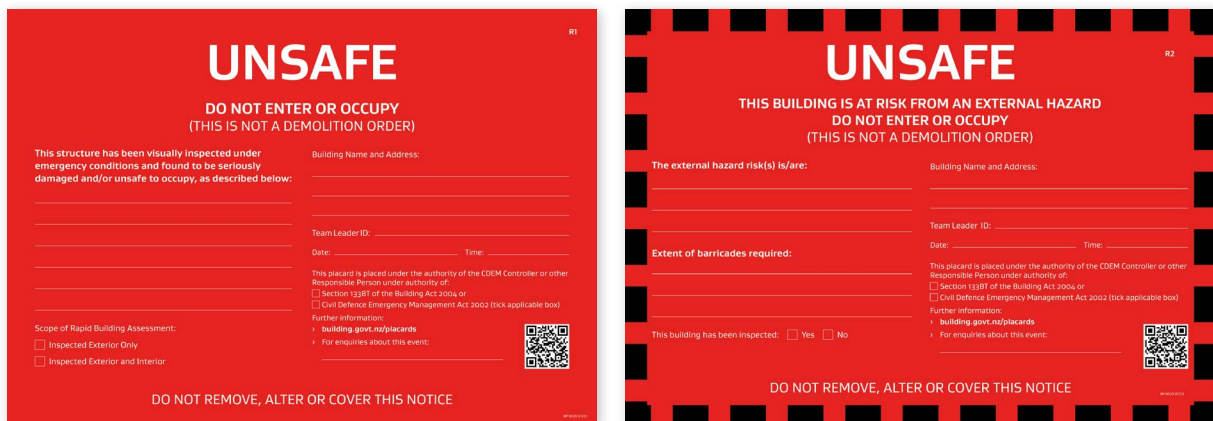 R1
UNSAFE
DO NOT ENTER OR OCCUPY
(THIS IS NOT A DEMOLITION ORDER)
This structure has been visually inspected under
emergency conditions and found to be seriously
damaged and/or unsafe to occupy, as described below:
Scope of Rapid Building Assessment:
Inspected Exterior Only
Inspected Exterior and Interior
Building Name and Address:
Team Leader ID:
Date: Time:
This placard is placed under the authority of the CDEM Controller or other
Responsible Person under authority of:
Section 133BT of the Building Act 2004 or
Civil Defence Emergency Management Act 2002 (tick applicable box)
Further information:
› building.govt.nz/placards
› For enquiries about this event:
DO NOT REMOVE, ALTER OR COVER THIS NOTICE
R2
UNSAFE
THIS BUILDING IS AT RISK FROM AN EXTERNAL HAZARD
DO NOT ENTER OR OCCUPY
(THIS IS NOT A DEMOLITION ORDER)
The external hazard risk(s) is/are:
Extent of barricades required:
This building has been inspected: Yes No
Building Name and Address:
Team Leader ID:
Date: Time:
This placard is placed under the authority of the CDEM Controller or other
Responsible Person under authority of:
Section 133BT of the Building Act 2004 or
Civil Defence Emergency Management Act 2002 (tick applicable box)
Further information:
› building.govt.nz/placards
› For enquiries about this event:
DO NOT REMOVE, ALTER OR COVER THIS NOTICE